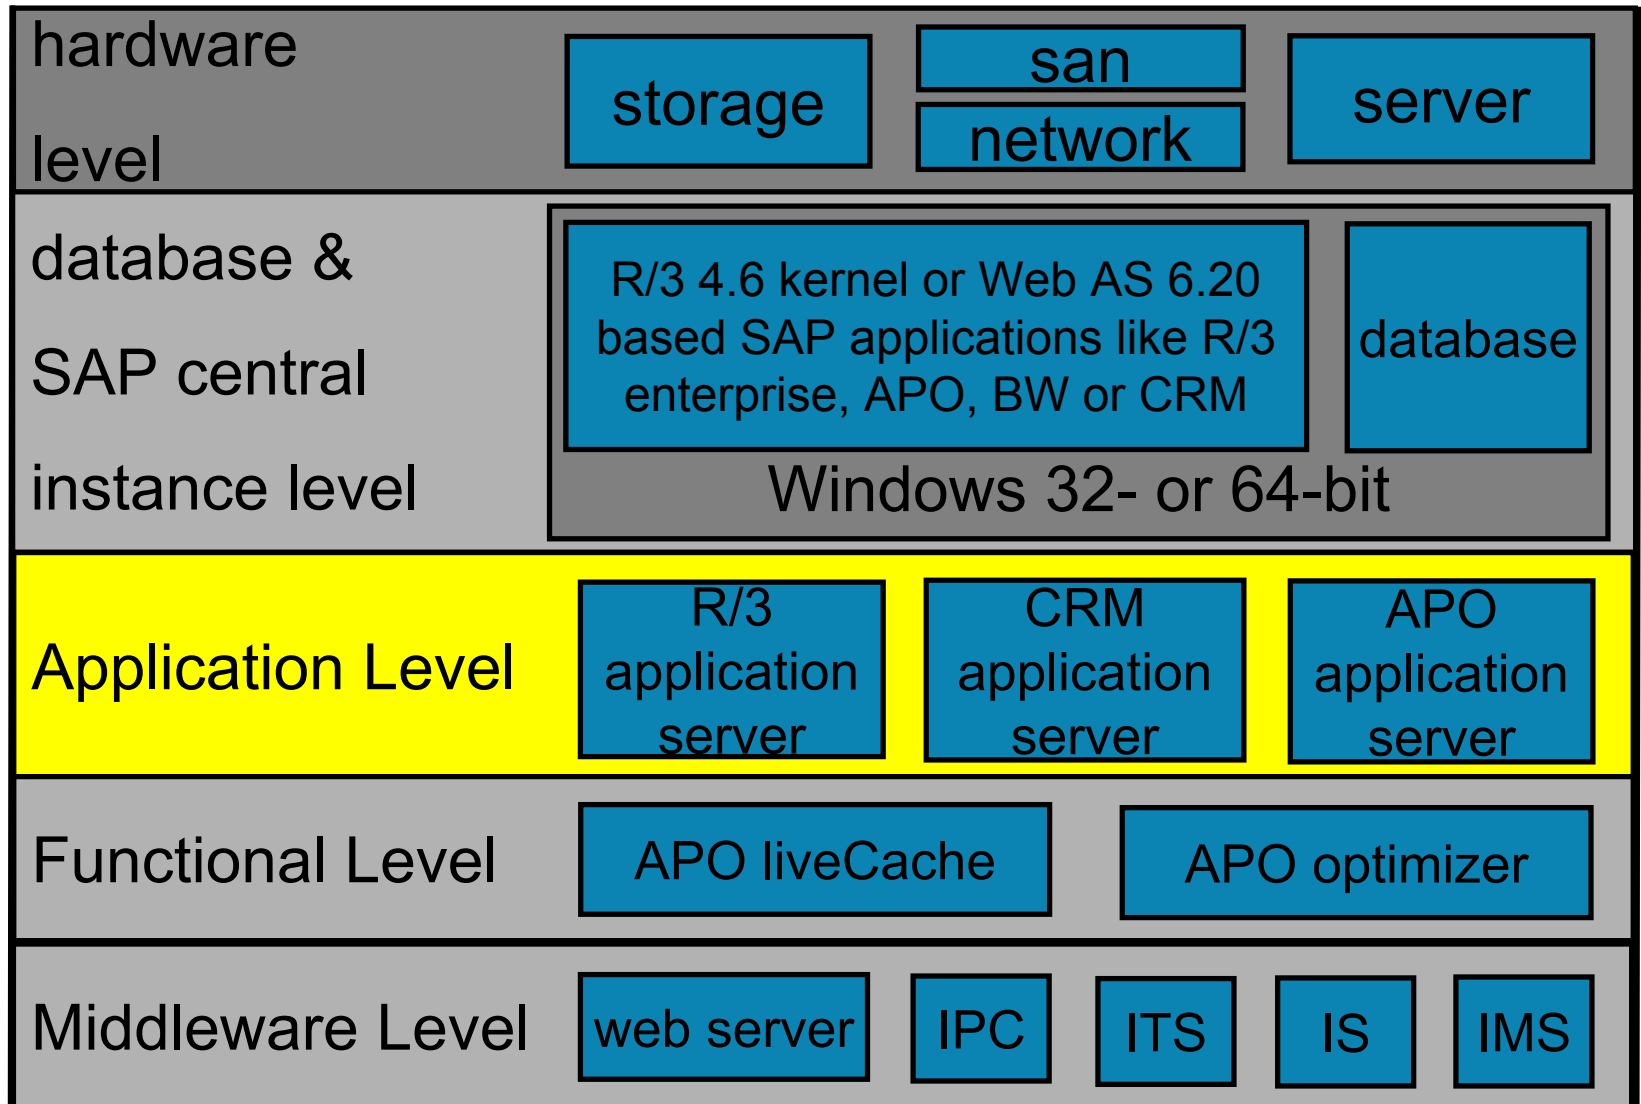 hardware
level
storage
san
network
server
database &
SAP central
instance level
R/3 4.6 kernel or Web AS 6.20
based SAP applications like R/3
enterprise, APO, BW or CRM
database
Windows 32- or 64-bit
Application Level
R/3
application
server
CRM
application
server
APO
application
server
Functional Level
APO liveCache
APO optimizer
Middleware Level
web server
IPC
ITS
IS
IMS